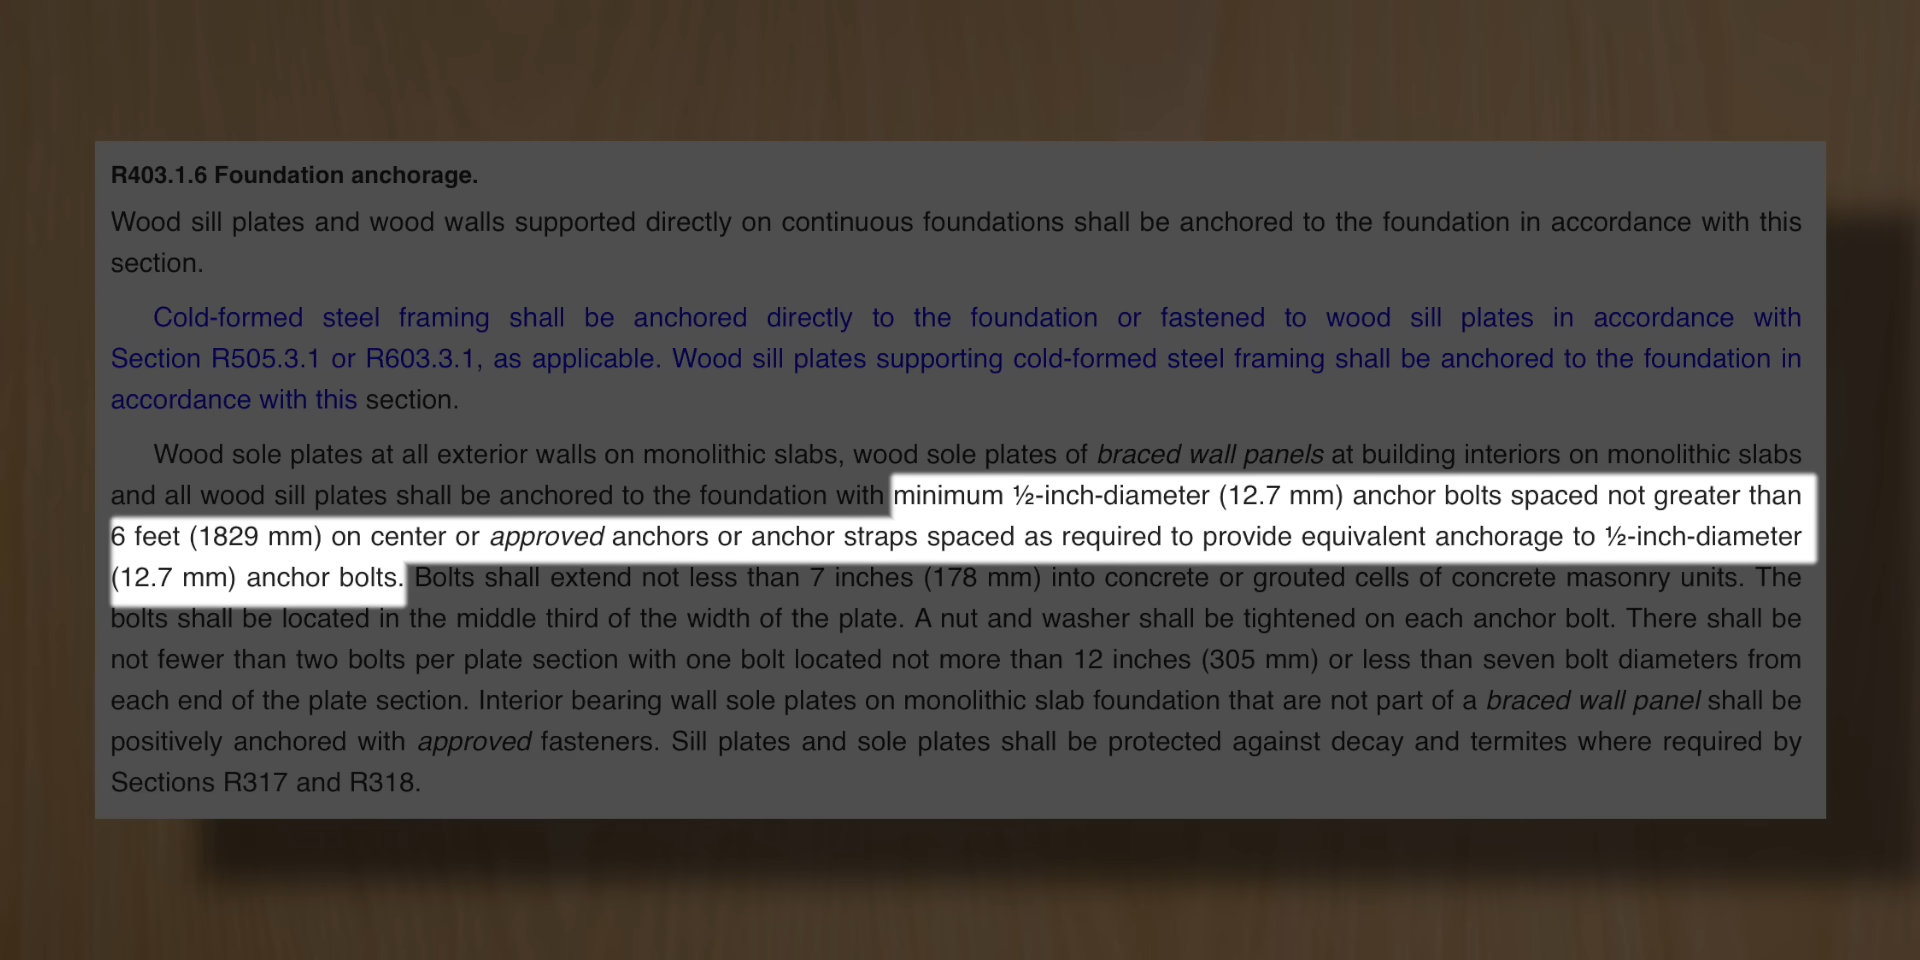 R403.1.6 Foundation anchorage.
Wood sill plates and wood walls supported directly on continuous foundations shall be anchored to the foundation in accordance with this
section.
Cold-formed steel framing shall be anchored directly to the foundation or fastened to wood sill plates in accordance with
Section R505.3.1 or R603.3.1, as applicable. Wood sill plates supporting cold-formed steel framing shall be anchored to the foundation in
accordance with this section.
Wood sole plates at all exterior walls on monolithic slabs, wood sole plates of braced wall panels at building interiors on monolithic slabs
and all wood sill plates shall be anchored to the foundation with minimum ½-inch-diameter (12.7 mm) anchor bolts spaced not greater than
6 feet (1829 mm) on center or approved anchors or anchor straps spaced as required to provide equivalent anchorage to ½-inch-diameter
(12.7 mm) anchor bolts. Bolts shall extend not less than 7 inches (178 mm) into concrete or grouted cells of concrete masonry units. The
bolts shall be located in the middle third of the width of the plate. A nut and washer shall be tightened on each anchor bolt. There shall be
not fewer than two bolts per plate section with one bolt located not more than 12 inches (305 mm) or less than seven bolt diameters from
each end of the plate section. Interior bearing wall sole plates on monolithic slab foundation that are not part of a braced wall panel shall be
positively anchored with approved fasteners. Sill plates and sole plates shall be protected against decay and termites where required by
Sections R317 and R318.